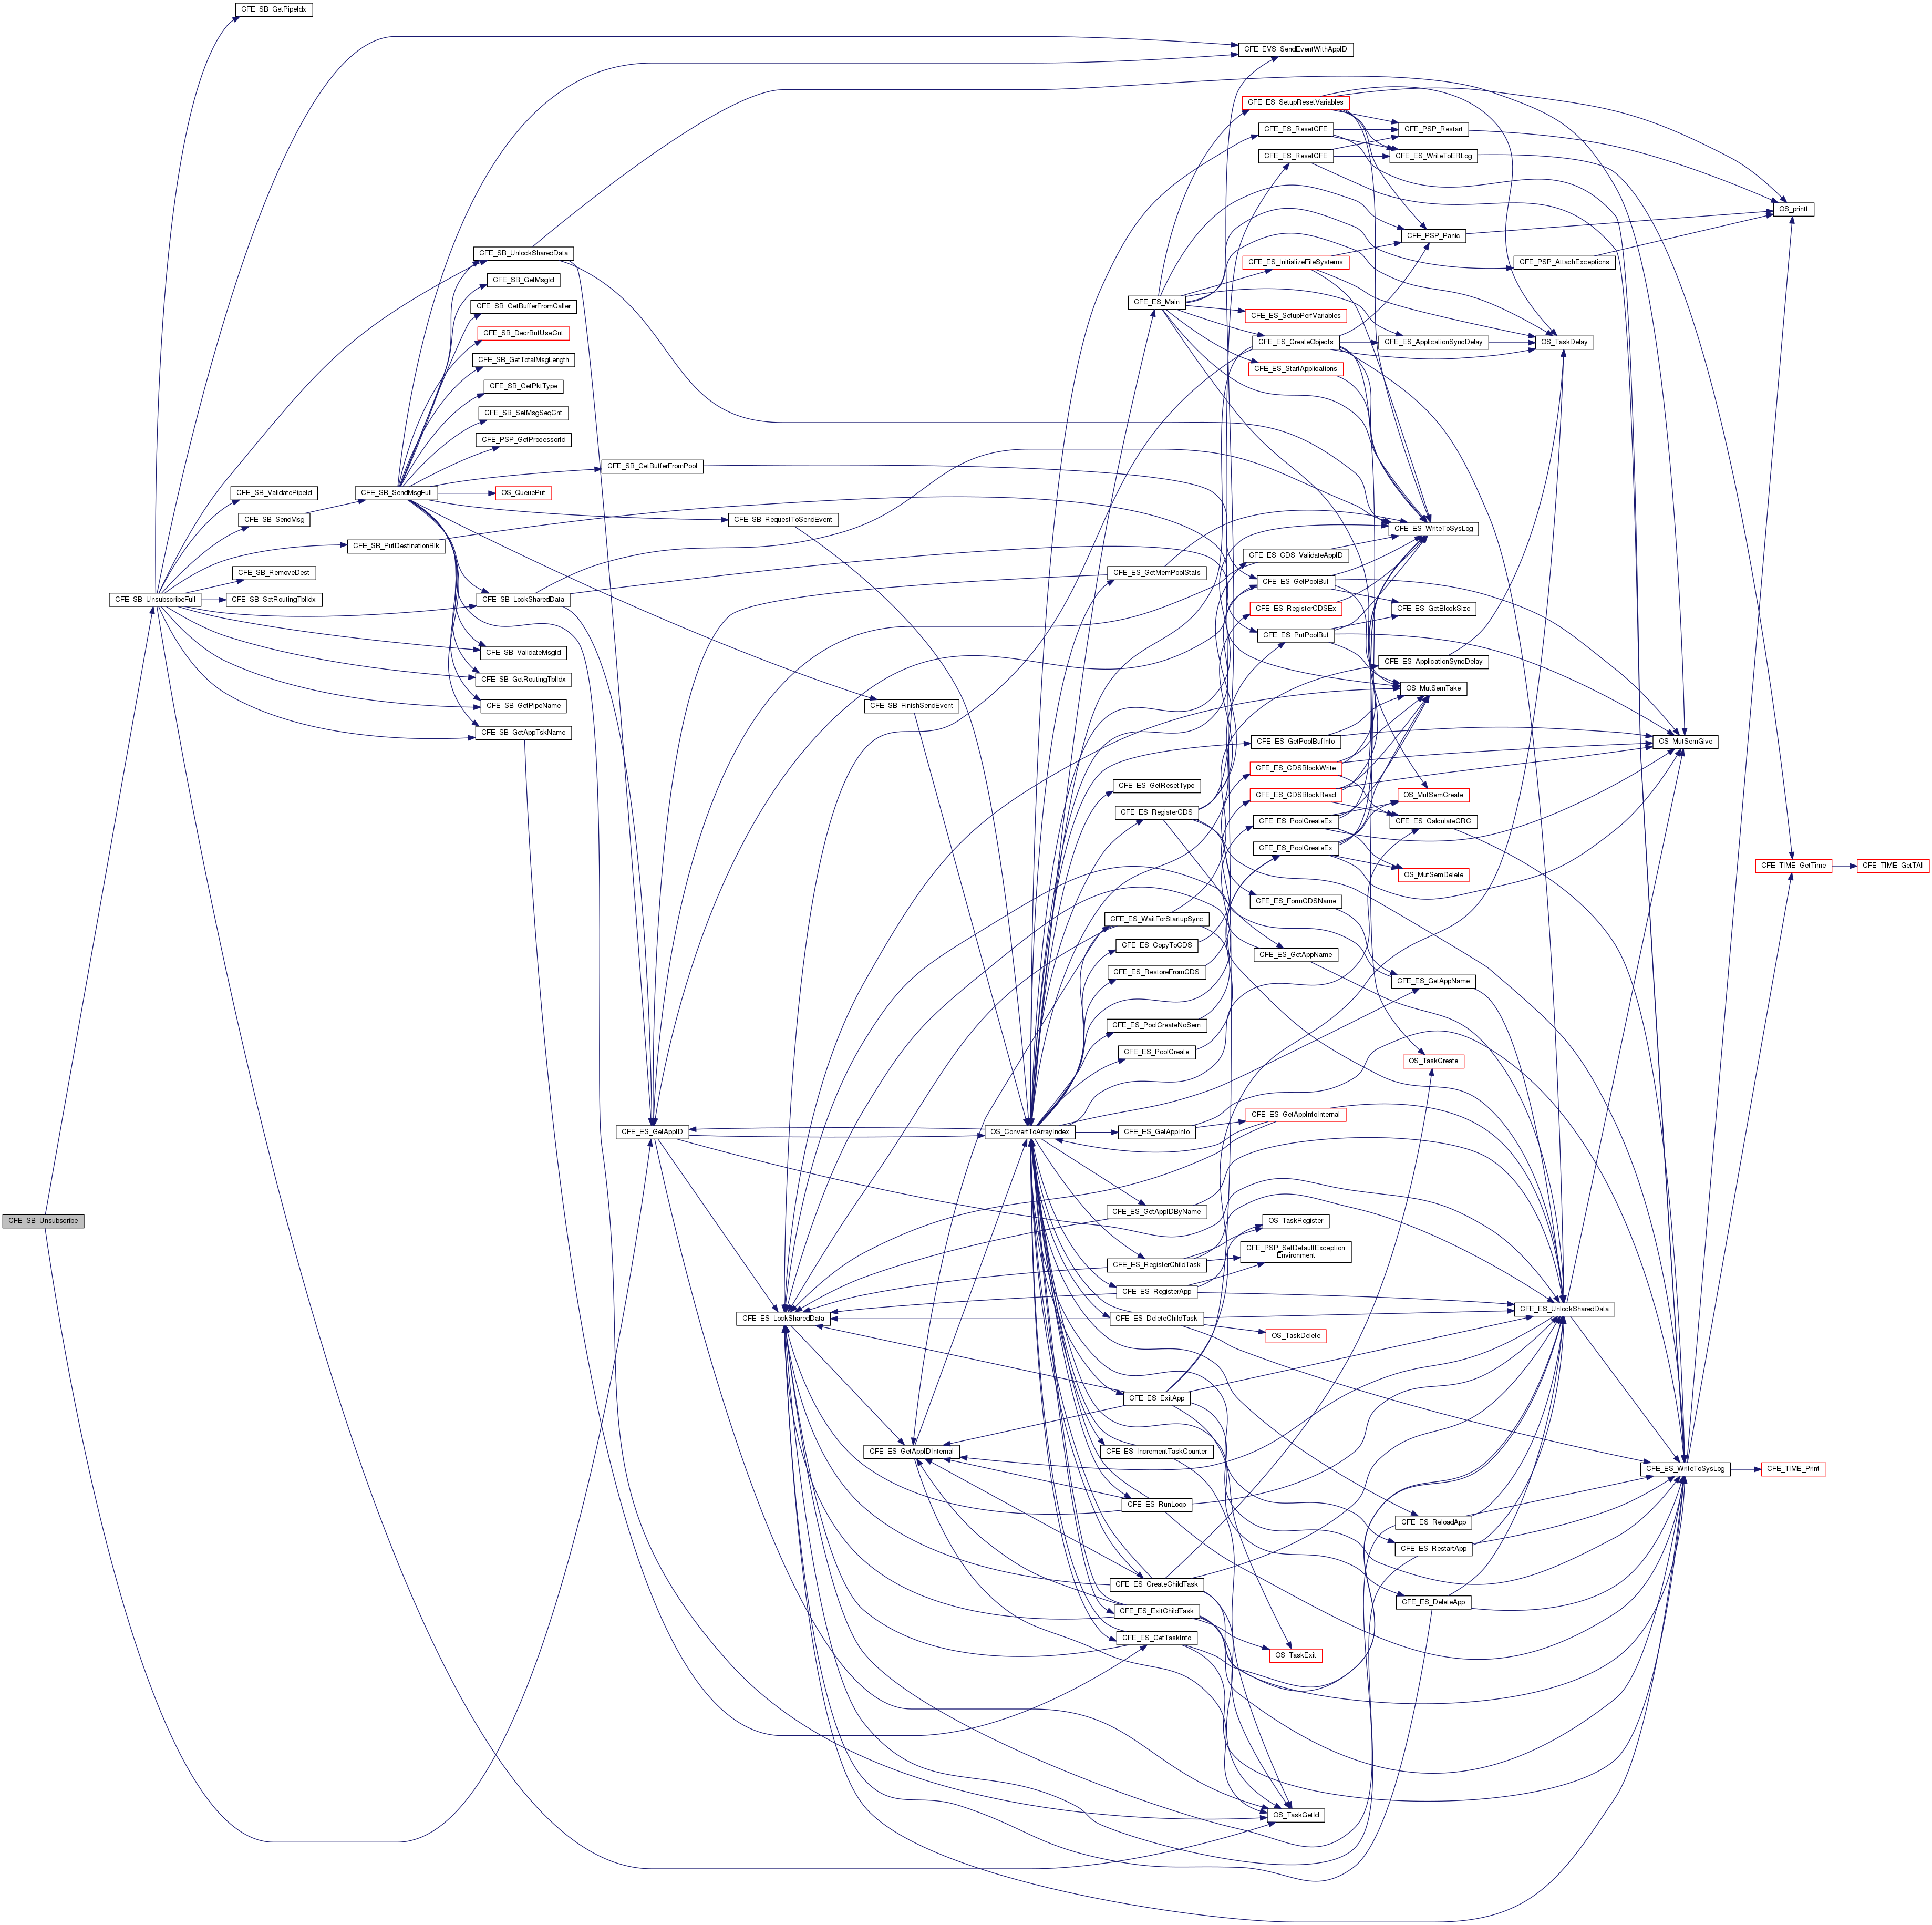 CFE_SB_GetPipeIdx
CFE_EVS_SendEventWithAppID
CFE_ES_SetupResetVariables
CFE_ES_ResetCFE
CFE_PSP_Restart
CFE_ES_ResetCFE
CFE_ES_WriteToERLog
OS_printf
CFE_PSP_Panic
CFE_SB_UnlockSharedData
CFE_ES_InitializeFileSystems
CFE_PSP_AttachExceptions
CFE_SB_GetMsgId
CFE_ES_Main
CFE_SB_GetBufferFromCaller
CFE_ES_SetupPerfVariables
CFE_SB_DecrBufUseCnt
CFE_ES_CreateObjects
CFE_ES_ApplicationSyncDelay
OS_TaskDelay
CFE_SB_GetTotalMsgLength
CFE_ES_StartApplications
CFE_SB_GetPktType
CFE_SB_SetMsgSeqCnt
CFE_PSP_GetProcessorId
CFE_SB_GetBufferFromPool
CFE_SB_ValidatePipeId
CFE_SB_SendMsgFull
OS_QueuePut
CFE_SB_SendMsg
CFE_SB_RequestToSendEvent
CFE_ES_WriteToSysLog
CFE_SB_PutDestinationBlk
CFE_ES_CDS_ValidateAppID
CFE_SB_RemoveDest
CFE_ES_GetMemPoolStats
CFE_ES_GetPoolBuf
CFE_SB_UnsubscribeFull
CFE_SB_SetRoutingTblIdx
CFE_SB_LockSharedData
CFE_ES_RegisterCDSEx
CFE_ES_GetBlockSize
CFE_ES_PutPoolBuf
CFE_SB_ValidateMsgId
CFE_ES_ApplicationSyncDelay
CFE_SB_GetRoutingTblIdx
OS_MutSemTake
CFE_SB_GetPipeName
CFE_SB_FinishSendEvent
CFE_SB_GetAppTskName
CFE_ES_GetPoolBufInfo
OS_MutSemGive
CFE_ES_CDSBlockWrite
CFE_ES_GetResetType
CFE_ES_CDSBlockRead
OS_MutSemCreate
CFE_ES_RegisterCDS
CFE_ES_PoolCreateEx
CFE_ES_CalculateCRC
CFE_ES_PoolCreateEx
OS_MutSemDelete
CFE_TIME_GetTime
CFE_TIME_GetTAI
CFE_ES_FormCDSName
CFE_ES_WaitForStartupSync
CFE_ES_CopyToCDS
CFE_ES_GetAppName
CFE_ES_RestoreFromCDS
CFE_ES_GetAppName
CFE_ES_PoolCreateNoSem
CFE_ES_PoolCreate
OS_TaskCreate
CFE_ES_GetAppInfoInternal
CFE_ES_GetAppID
OS_ConvertToArrayIndex
CFE_ES_GetAppInfo
CFE_ES_GetAppIDByName
CFE_SB_Unsubscribe
OS_TaskRegister
CFE_PSP_SetDefaultException
Environment
CFE_ES_RegisterChildTask
CFE_ES_RegisterApp
CFE_ES_UnlockSharedData
CFE_ES_LockSharedData
CFE_ES_DeleteChildTask
OS_TaskDelete
CFE_ES_ExitApp
CFE_ES_GetAppIDInternal
CFE_ES_IncrementTaskCounter
CFE_ES_WriteToSysLog
CFE_TIME_Print
CFE_ES_RunLoop
CFE_ES_ReloadApp
CFE_ES_RestartApp
CFE_ES_CreateChildTask
CFE_ES_DeleteApp
CFE_ES_ExitChildTask
CFE_ES_GetTaskInfo
OS_TaskExit
OS_TaskGetId